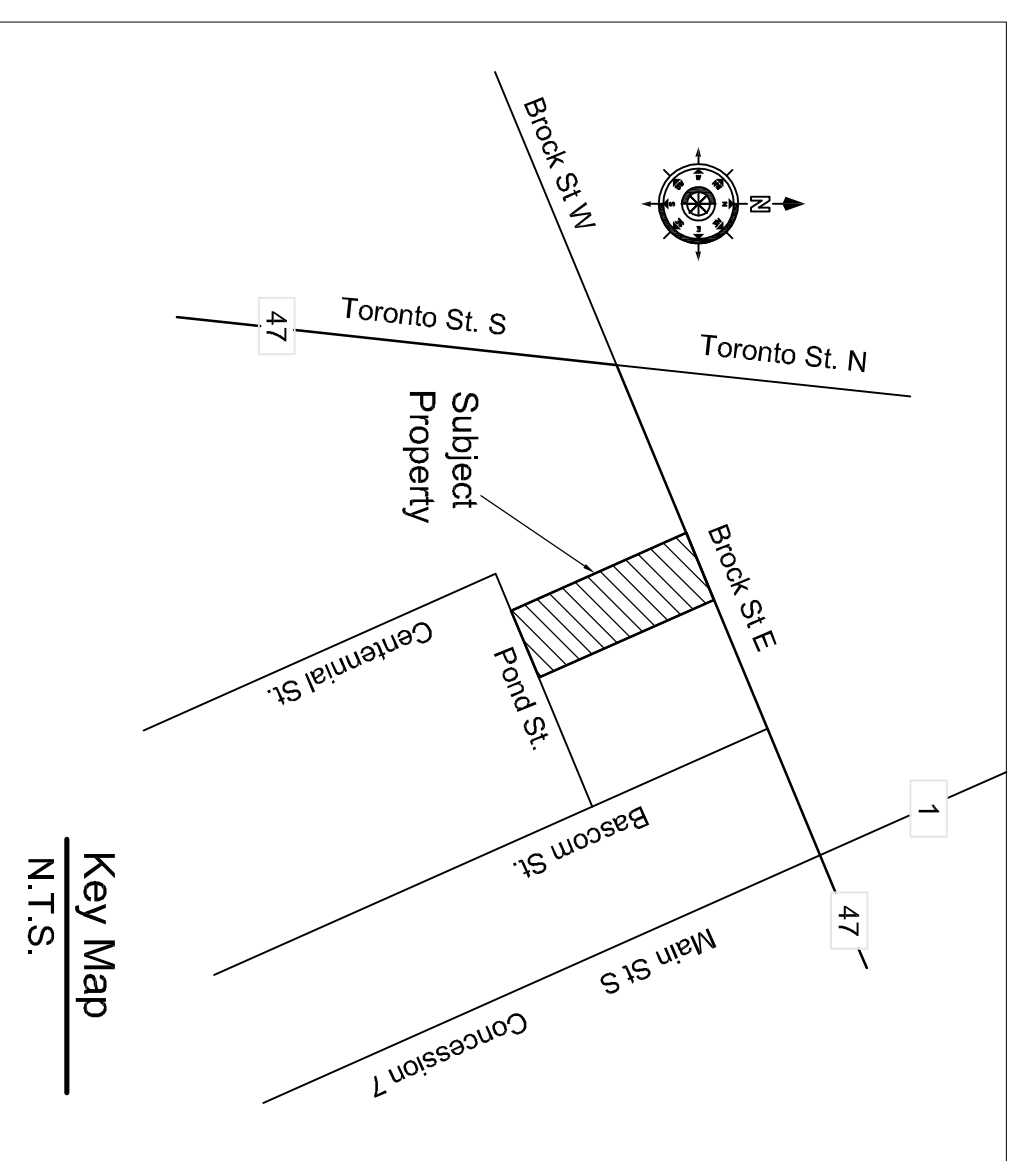 N
Brock St W
Toronto St. S
Toronto St. N
47
Subject
Property
Brock St E
Centennial St.
Pond St.
Bascom St.
1
47
Main St S
Concession 7
Key Map
N.T.S.